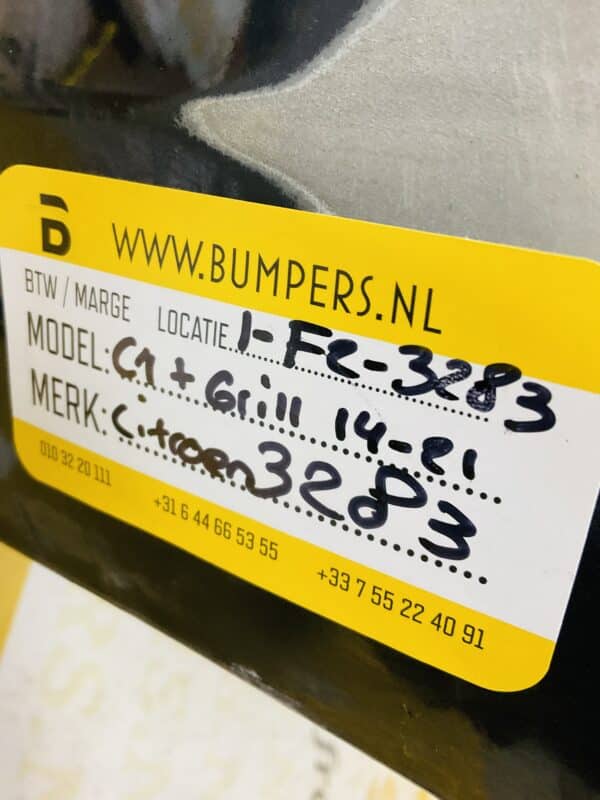 WWW.BUMPERS.NL
BTW / MARGE LOCATIE: 1-F2-3283
MODEL: C1 + Grill 14-21
MERK: Citroen 3283
010 32 20 111 +31 6 44 66 53 55 +33 7 55 22 40 91